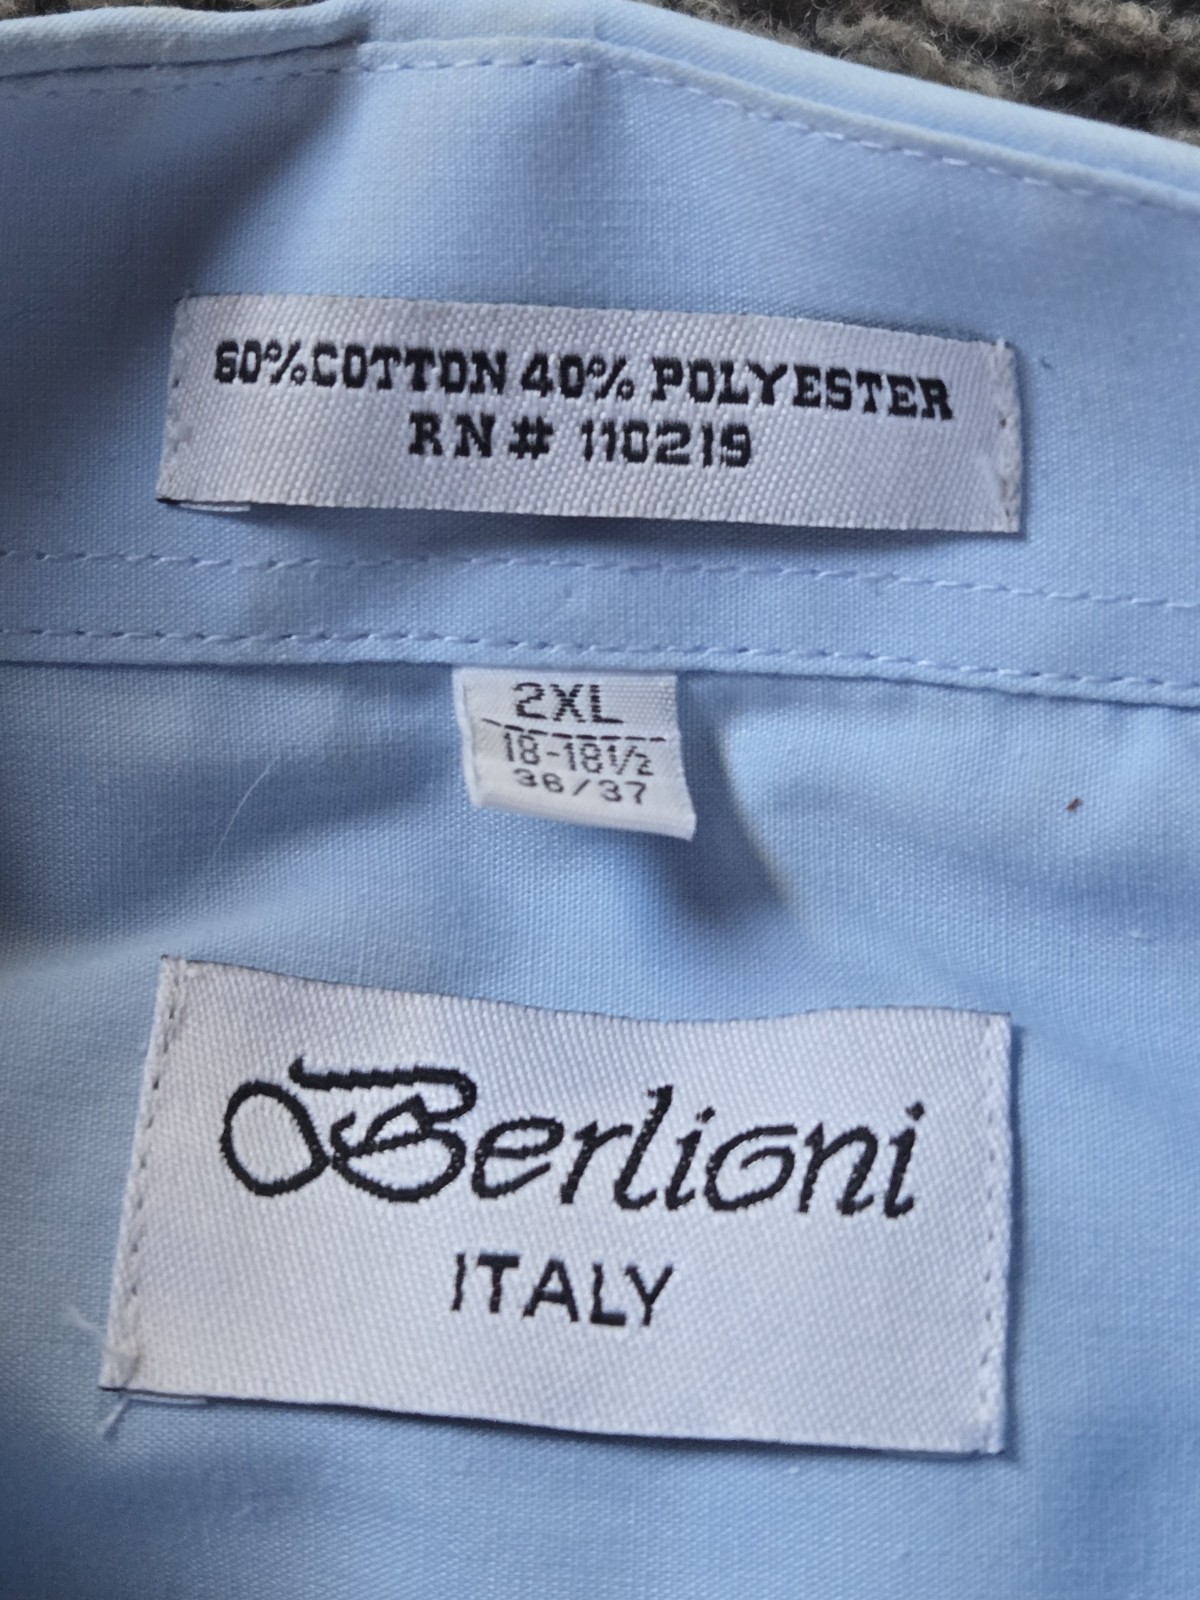 60%COTTON 40% POLYESTER
RN# 110219
2XL
18-18½
36/37
Berlioni
ITALY